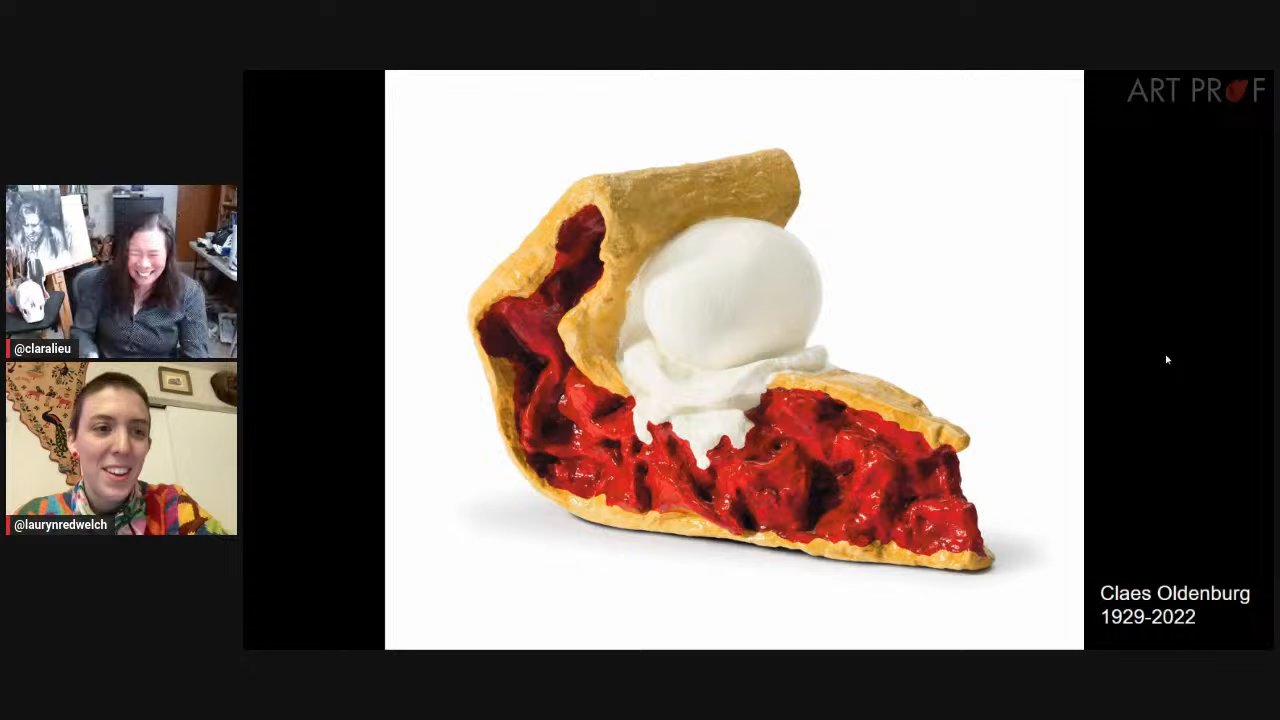 ART PROF
@claralieu
@laurynredwelch
Claes Oldenburg
1929-2022